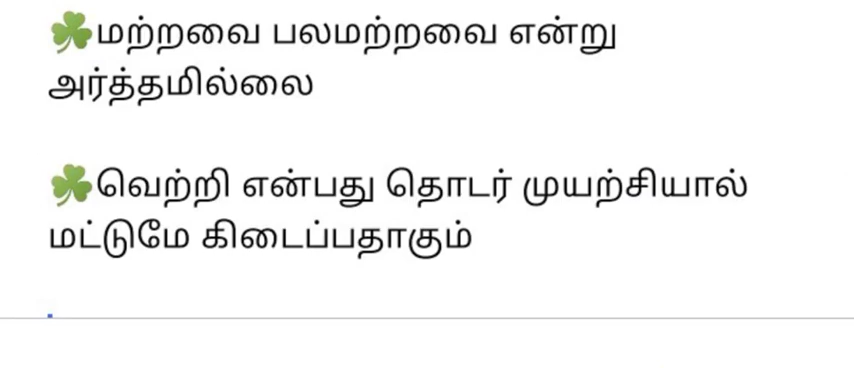 ☘️மற்றவை பலமற்றவை என்று
அர்த்தமில்லை
☘️வெற்றி என்பது தொடர் முயற்சியால்
மட்டுமே கிடைப்பதாகும்